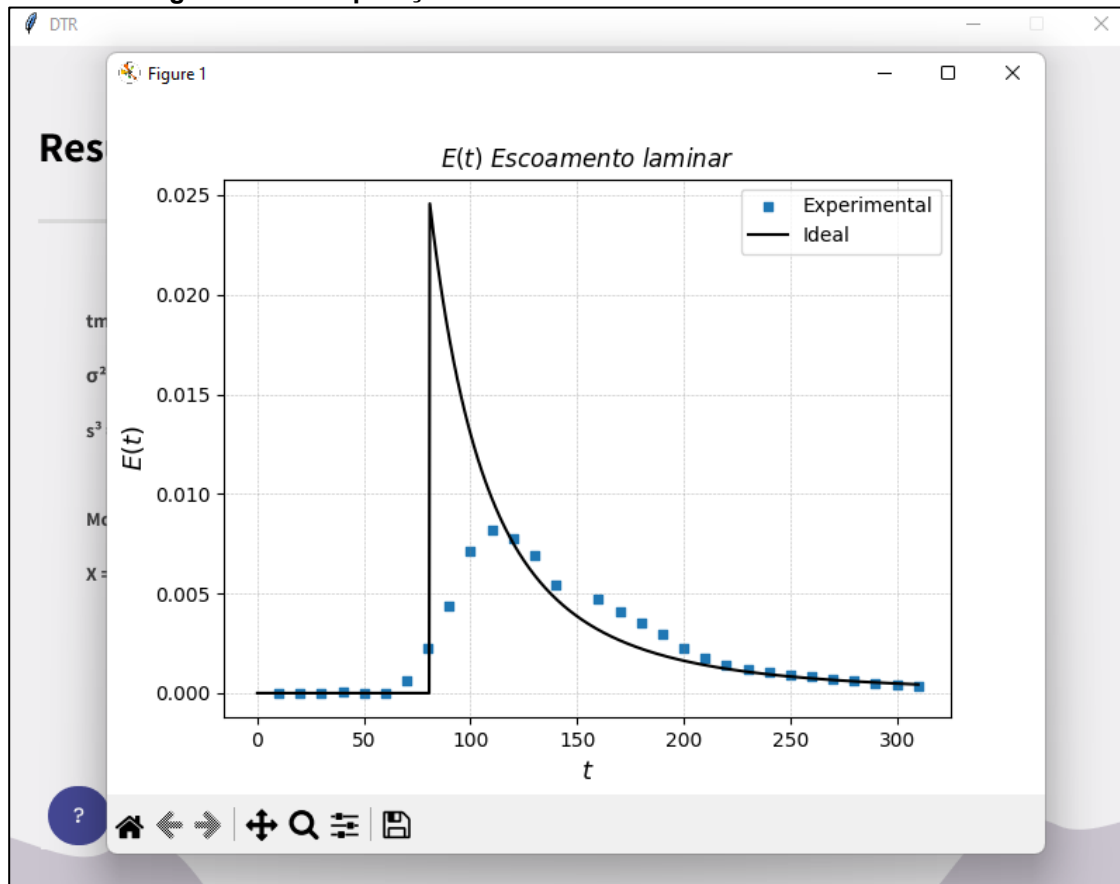 DTR
Figure 1
Res
E(t) Escoamento laminar
Experimental
Ideal
0.025
0.020
0.015
0.010
0.005
0.000
E(t)
0 50 100 150 200 250 300
t
tm
σ²
s³
X =
?